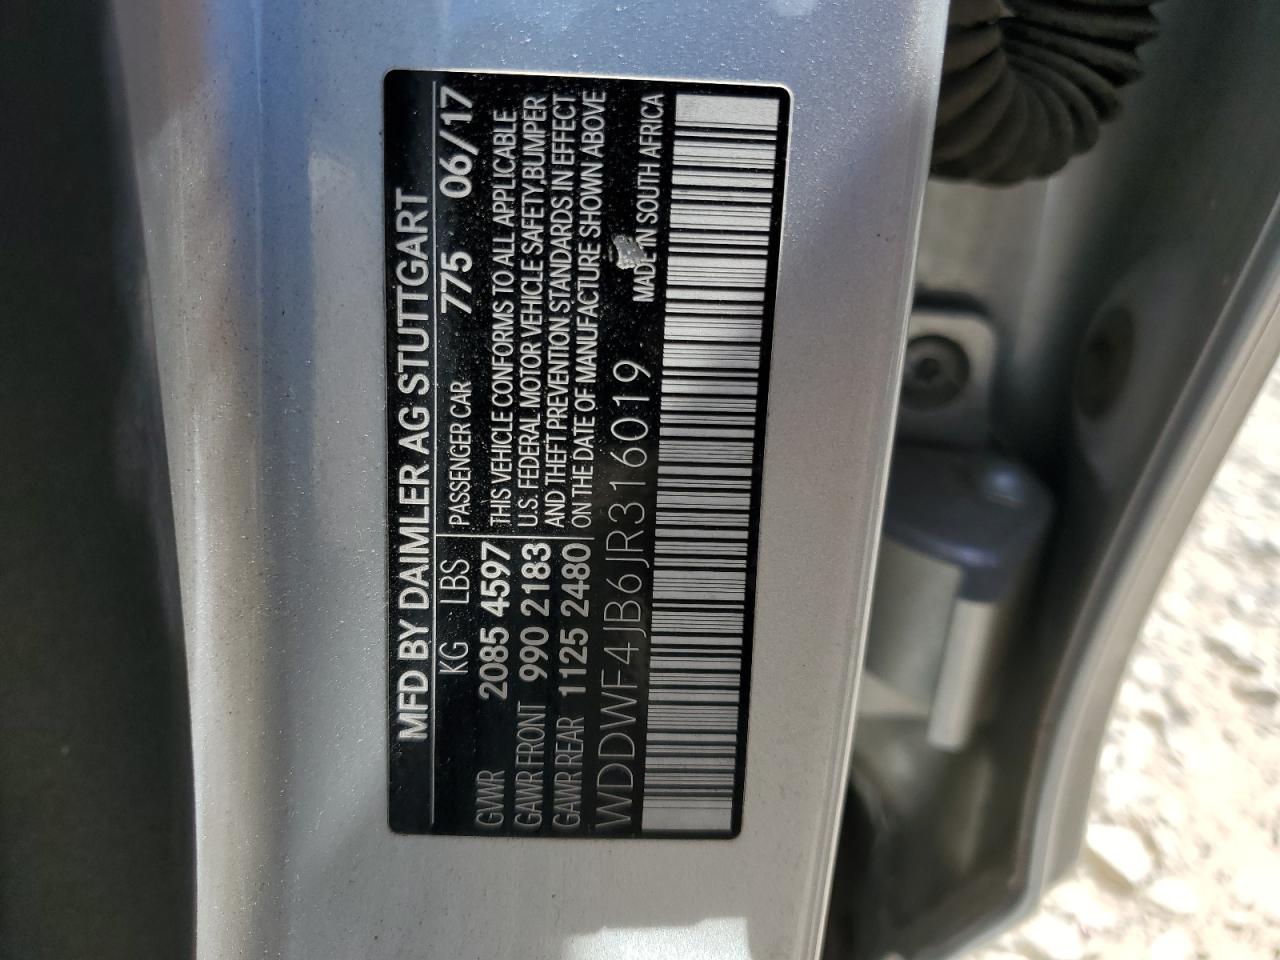 MFD BY DAIMLER AG STUTTGART
KG LBS PASSENGER CAR 775 06/17
GVWR 2085 4597 THIS VEHICLE CONFORMS TO ALL APPLICABLE
GAWR FRONT 990 2183 U.S. FEDERAL MOTOR VEHICLE SAFETY,BUMPER
AND THEFT PREVENTION STANDARDS, IN EFFECT
GAWR REAR 1125 2480 ON THE DATE OF MANUFACTURE SHOWN ABOVE
WDDWF4JB6JR316019 MADE IN SOUTH AFRICA